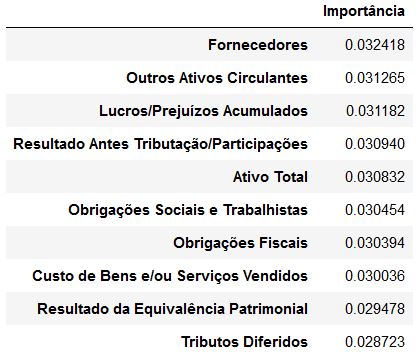 Importância
Fornecedores 0.032418
Outros Ativos Circulantes 0.031265
Lucros/Prejuízos Acumulados 0.031182
Resultado Antes Tributação/Participações 0.030940
Ativo Total 0.030832
Obrigações Sociais e Trabalhistas 0.030454
Obrigações Fiscais 0.030394
Custo de Bens e/ou Serviços Vendidos 0.030036
Resultado da Equivalência Patrimonial 0.029478
Tributos Diferidos 0.028723